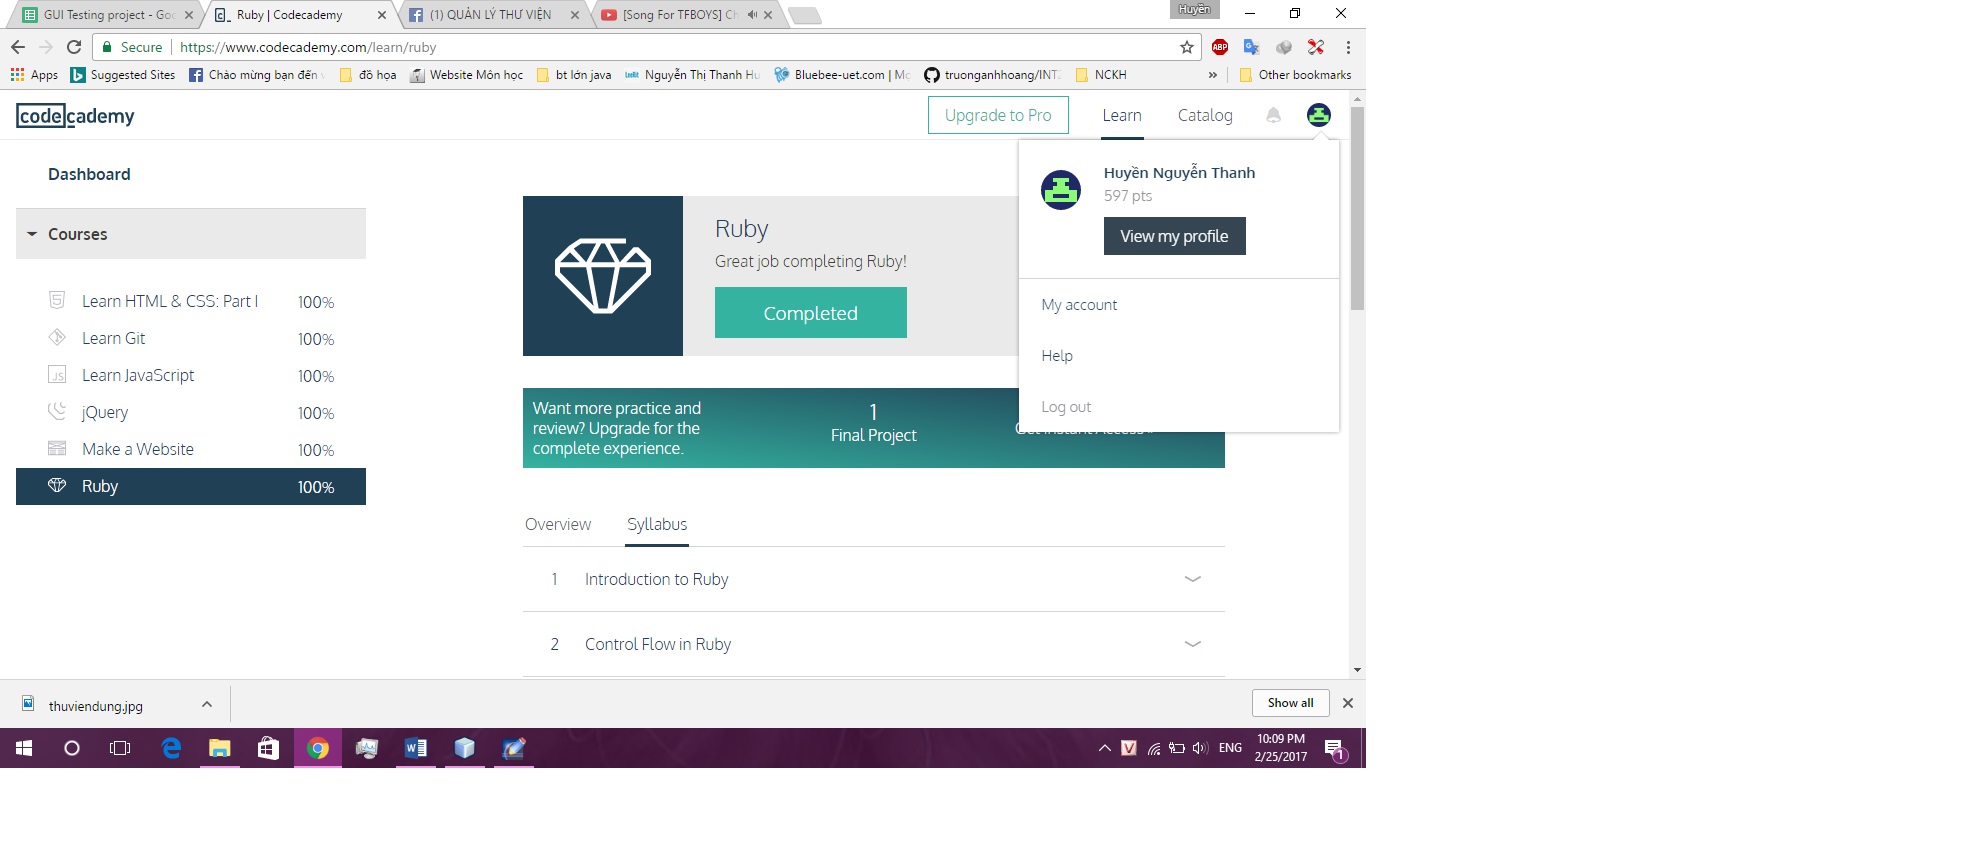 GUI Testing project - Goo
Ruby | Codecademy
(1) QUẢN LÝ THƯ VIỆN
[Song For TFBOYS] Ch
Huyền
Secure
https://www.codecademy.com/learn/ruby
ABP
Apps
Suggested Sites
Chào mừng bạn đến
đồ họa
Website Môn học
bt lớn java
Nguyễn Thị Thanh Hu
Bluebee-uet.com | Mọ
truonganhhoang/INT
NCKH
»
Other bookmarks
codecademy
Upgrade to Pro
Learn
Catalog
Dashboard
Huyền Nguyễn Thanh
597 pts
View my profile
My account
Help
Log out
Courses
Learn HTML & CSS: Part I 100%
Learn Git 100%
Learn JavaScript 100%
jQuery 100%
Make a Website 100%
Ruby 100%
Ruby
Great job completing Ruby!
Completed
Want more practice and
review? Upgrade for the
complete experience.
1
Final Project
Get Instant Access
Overview
Syllabus
1 Introduction to Ruby
2 Control Flow in Ruby
thuviendung.jpg
Show all
ENG
10:09 PM
2/25/2017
1